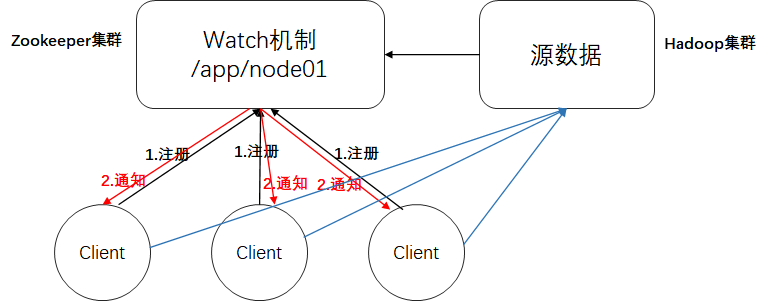 Zookeeper集群
Watch机制
/app/node01
源数据
Hadoop集群
1.注册
1.注册
1.注册
2.通知
2.通知
2.通知
Client
Client
Client